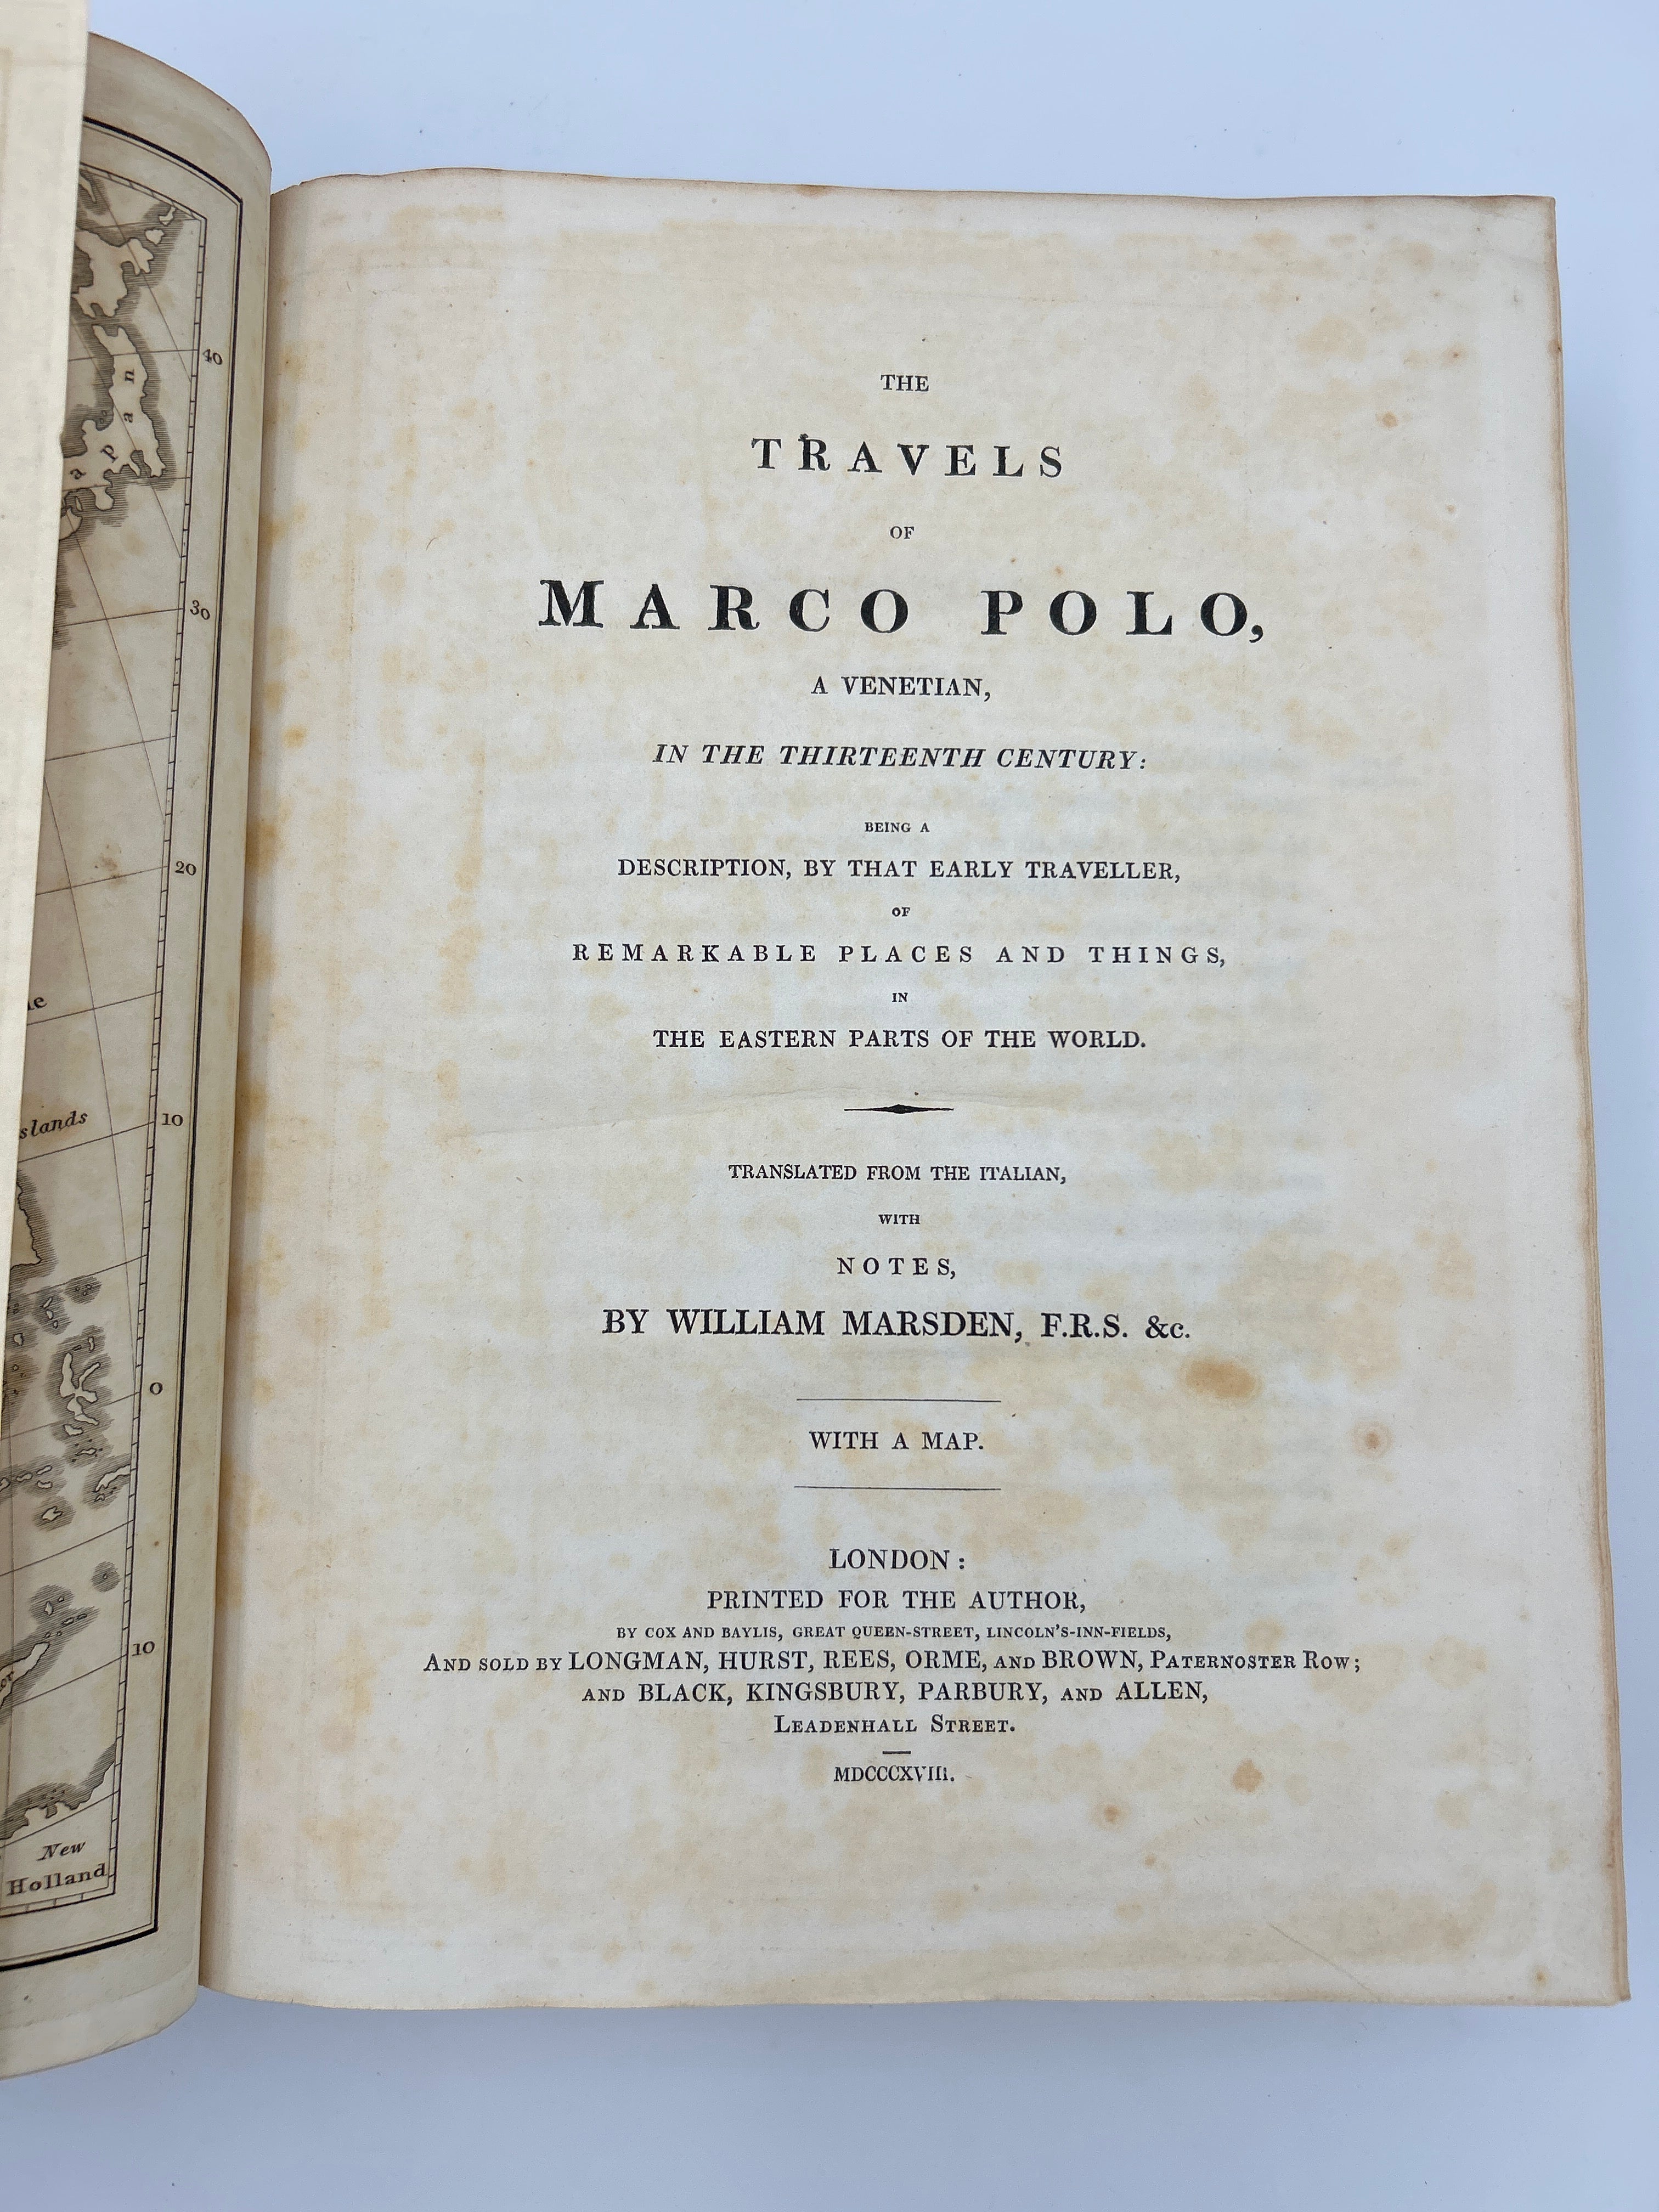 40
a
p
a
n
30
20
10
slands
0
10
New
Holland
THE
TRAVELS
OF
MARCO POLO,
A VENETIAN,
IN THE THIRTEENTH CENTURY:
BEING A
DESCRIPTION, BY THAT EARLY TRAVELLER,
OF
REMARKABLE PLACES AND THINGS,
IN
THE EASTERN PARTS OF THE WORLD.
TRANSLATED FROM THE ITALIAN,
WITH
NOTES,
BY WILLIAM MARSDEN, F.R.S. &c.
WITH A MAP.
LONDON:
PRINTED FOR THE AUTHOR,
BY COX AND BAYLIS, GREAT QUEEN-STREET, LINCOLN'S-INN-FIELDS,
AND SOLD BY LONGMAN, HURST, REES, ORME, AND BROWN, PATERNOSTER ROW;
AND BLACK, KINGSBURY, PARBURY, AND ALLEN,
LEADENHALL STREET.
MDCCCXVIII.